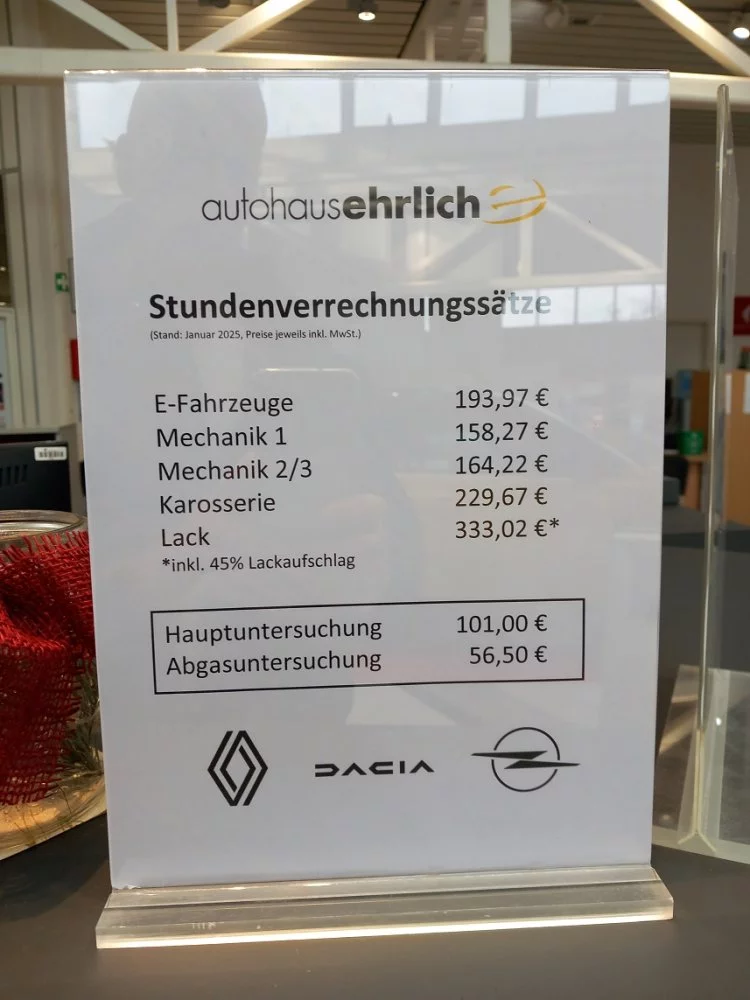 autohausehrlich
Stundenverrechnungssätze
(Stand: Januar 2025, Preise jeweils inkl. MwSt.)
E-Fahrzeuge 193,97 €
Mechanik 1 158,27 €
Mechanik 2/3 164,22 €
Karosserie 229,67 €
Lack 333,02 €*
*inkl. 45% Lackaufschlag
Hauptuntersuchung 101,00 €
Abgasuntersuchung 56,50 €
DACIA